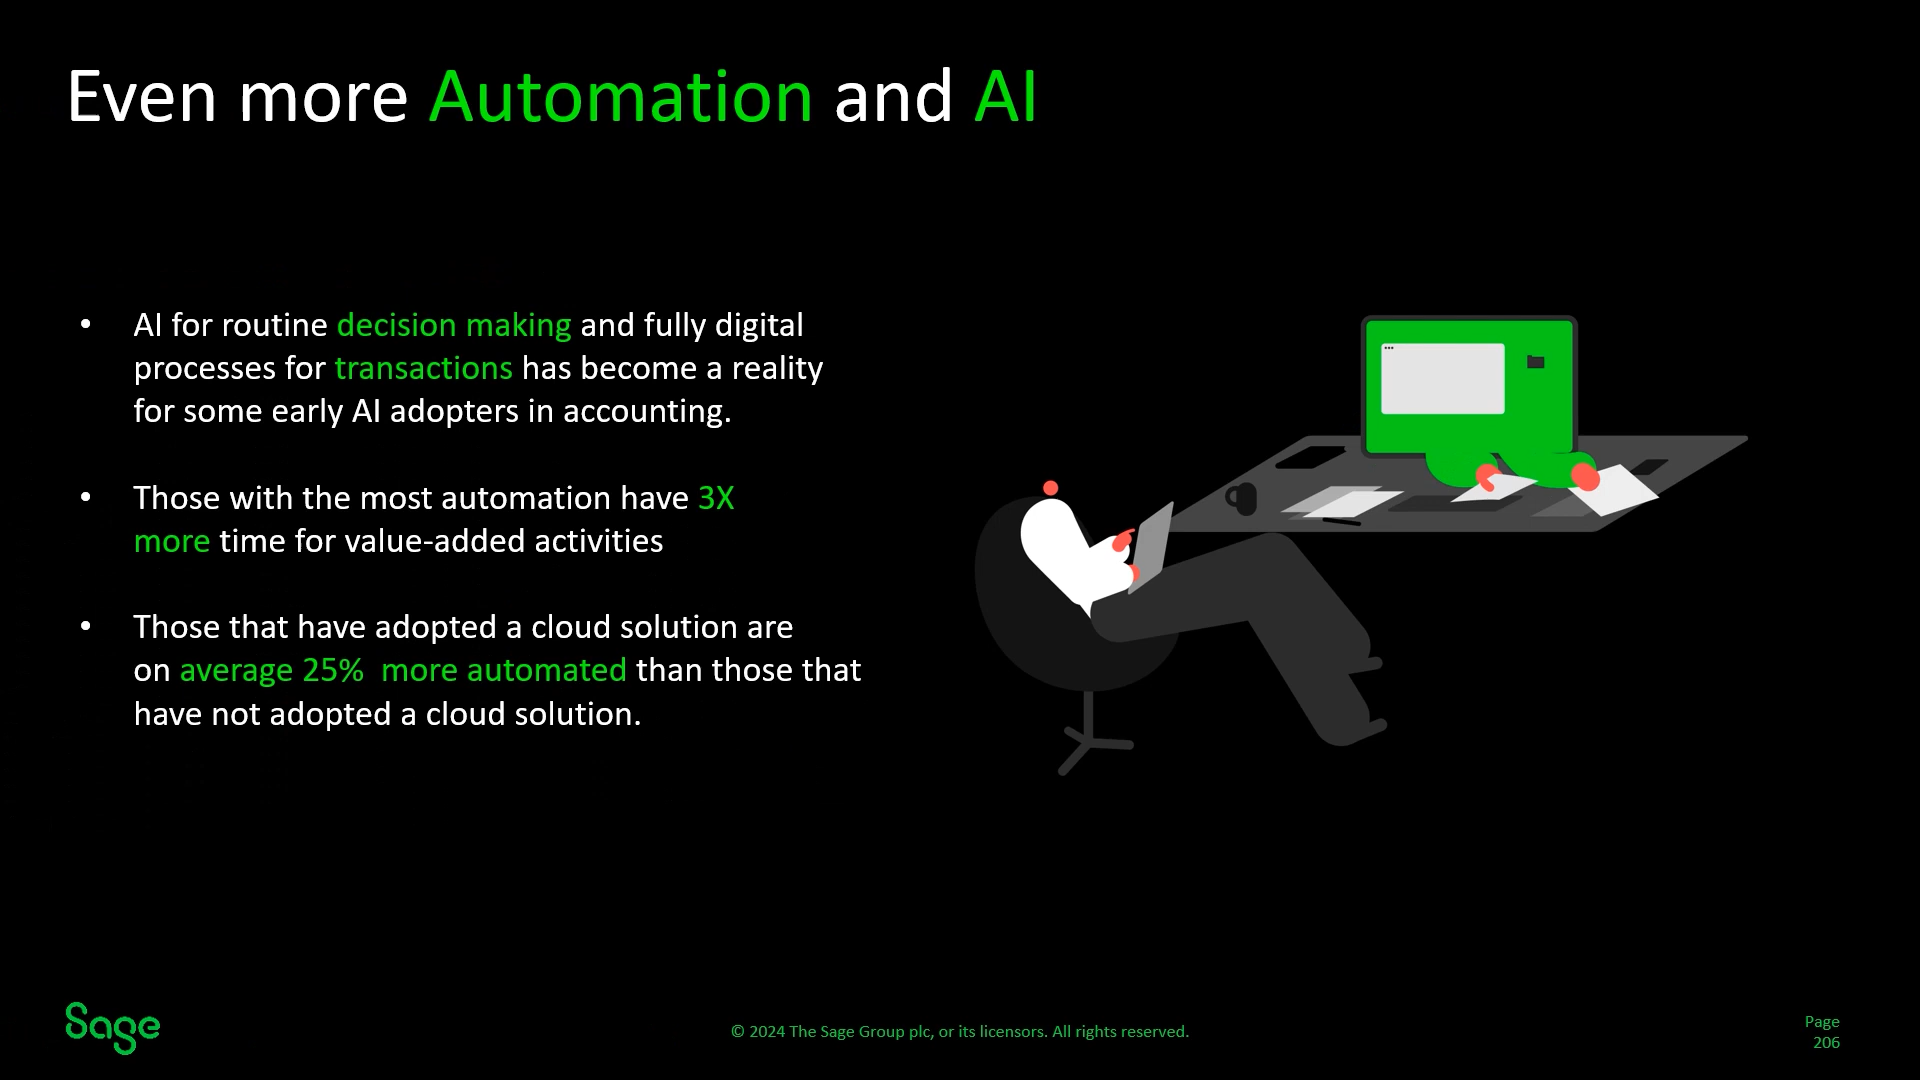 Even more Automation and AI
• AI for routine decision making and fully digital
processes for transactions has become a reality
for some early AI adopters in accounting.
• Those with the most automation have 3X
more time for value-added activities
• Those that have adopted a cloud solution are
on average 25%  more automated than those that
have not adopted a cloud solution.
Sage
© 2024 The Sage Group plc, or its licensors. All rights reserved.
Page
206